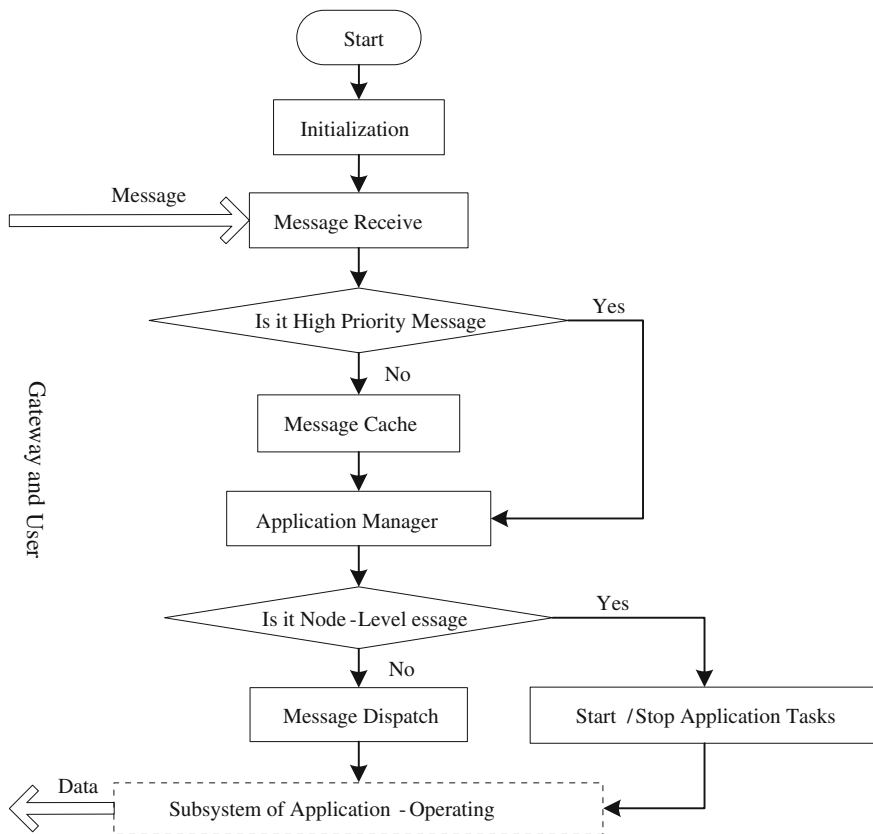 Start
Initialization
Message
Message Receive
Is it High Priority Message
Yes
No
Message Cache
Gateway and User
Application Manager
Is it Node-Level essage
Yes
No
Message Dispatch
Start /Stop Application Tasks
Data
Subsystem of Application -Operating